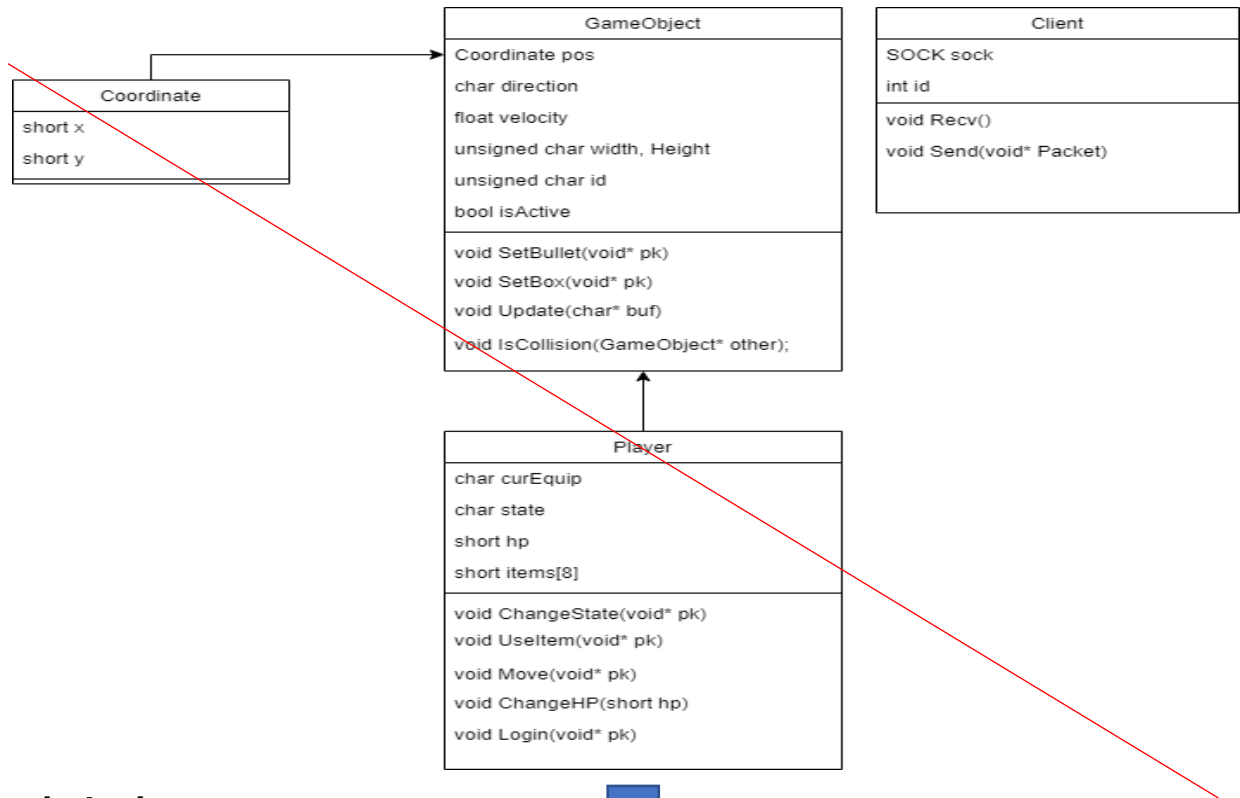 Coordinate
short x
short y
GameObject
Coordinate pos
char direction
float velocity
unsigned char width, Height
unsigned char id
bool isActive
void SetBullet(void* pk)
void SetBox(void* pk)
void Update(char* buf)
void IsCollision(GameObject* other);
Client
SOCK sock
int id
void Recv()
void Send(void* Packet)
Player
char curEquip
char state
short hp
short items[8]
void ChangeState(void* pk)
void UseItem(void* pk)
void Move(void* pk)
void ChangeHP(short hp)
void Login(void* pk)